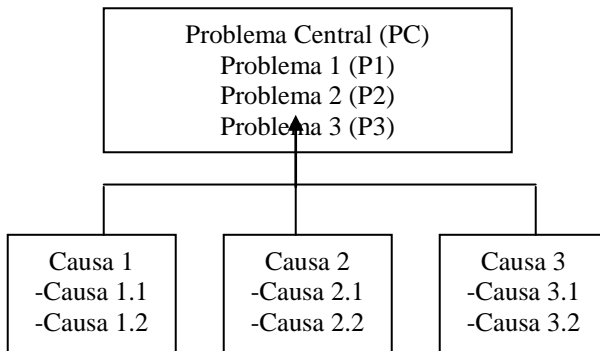 Problema Central (PC)
Problema 1 (P1)
Problema 2 (P2)
Problema 3 (P3)
Causa 1
-Causa 1.1
-Causa 1.2
Causa 2
-Causa 2.1
-Causa 2.2
Causa 3
-Causa 3.1
-Causa 3.2